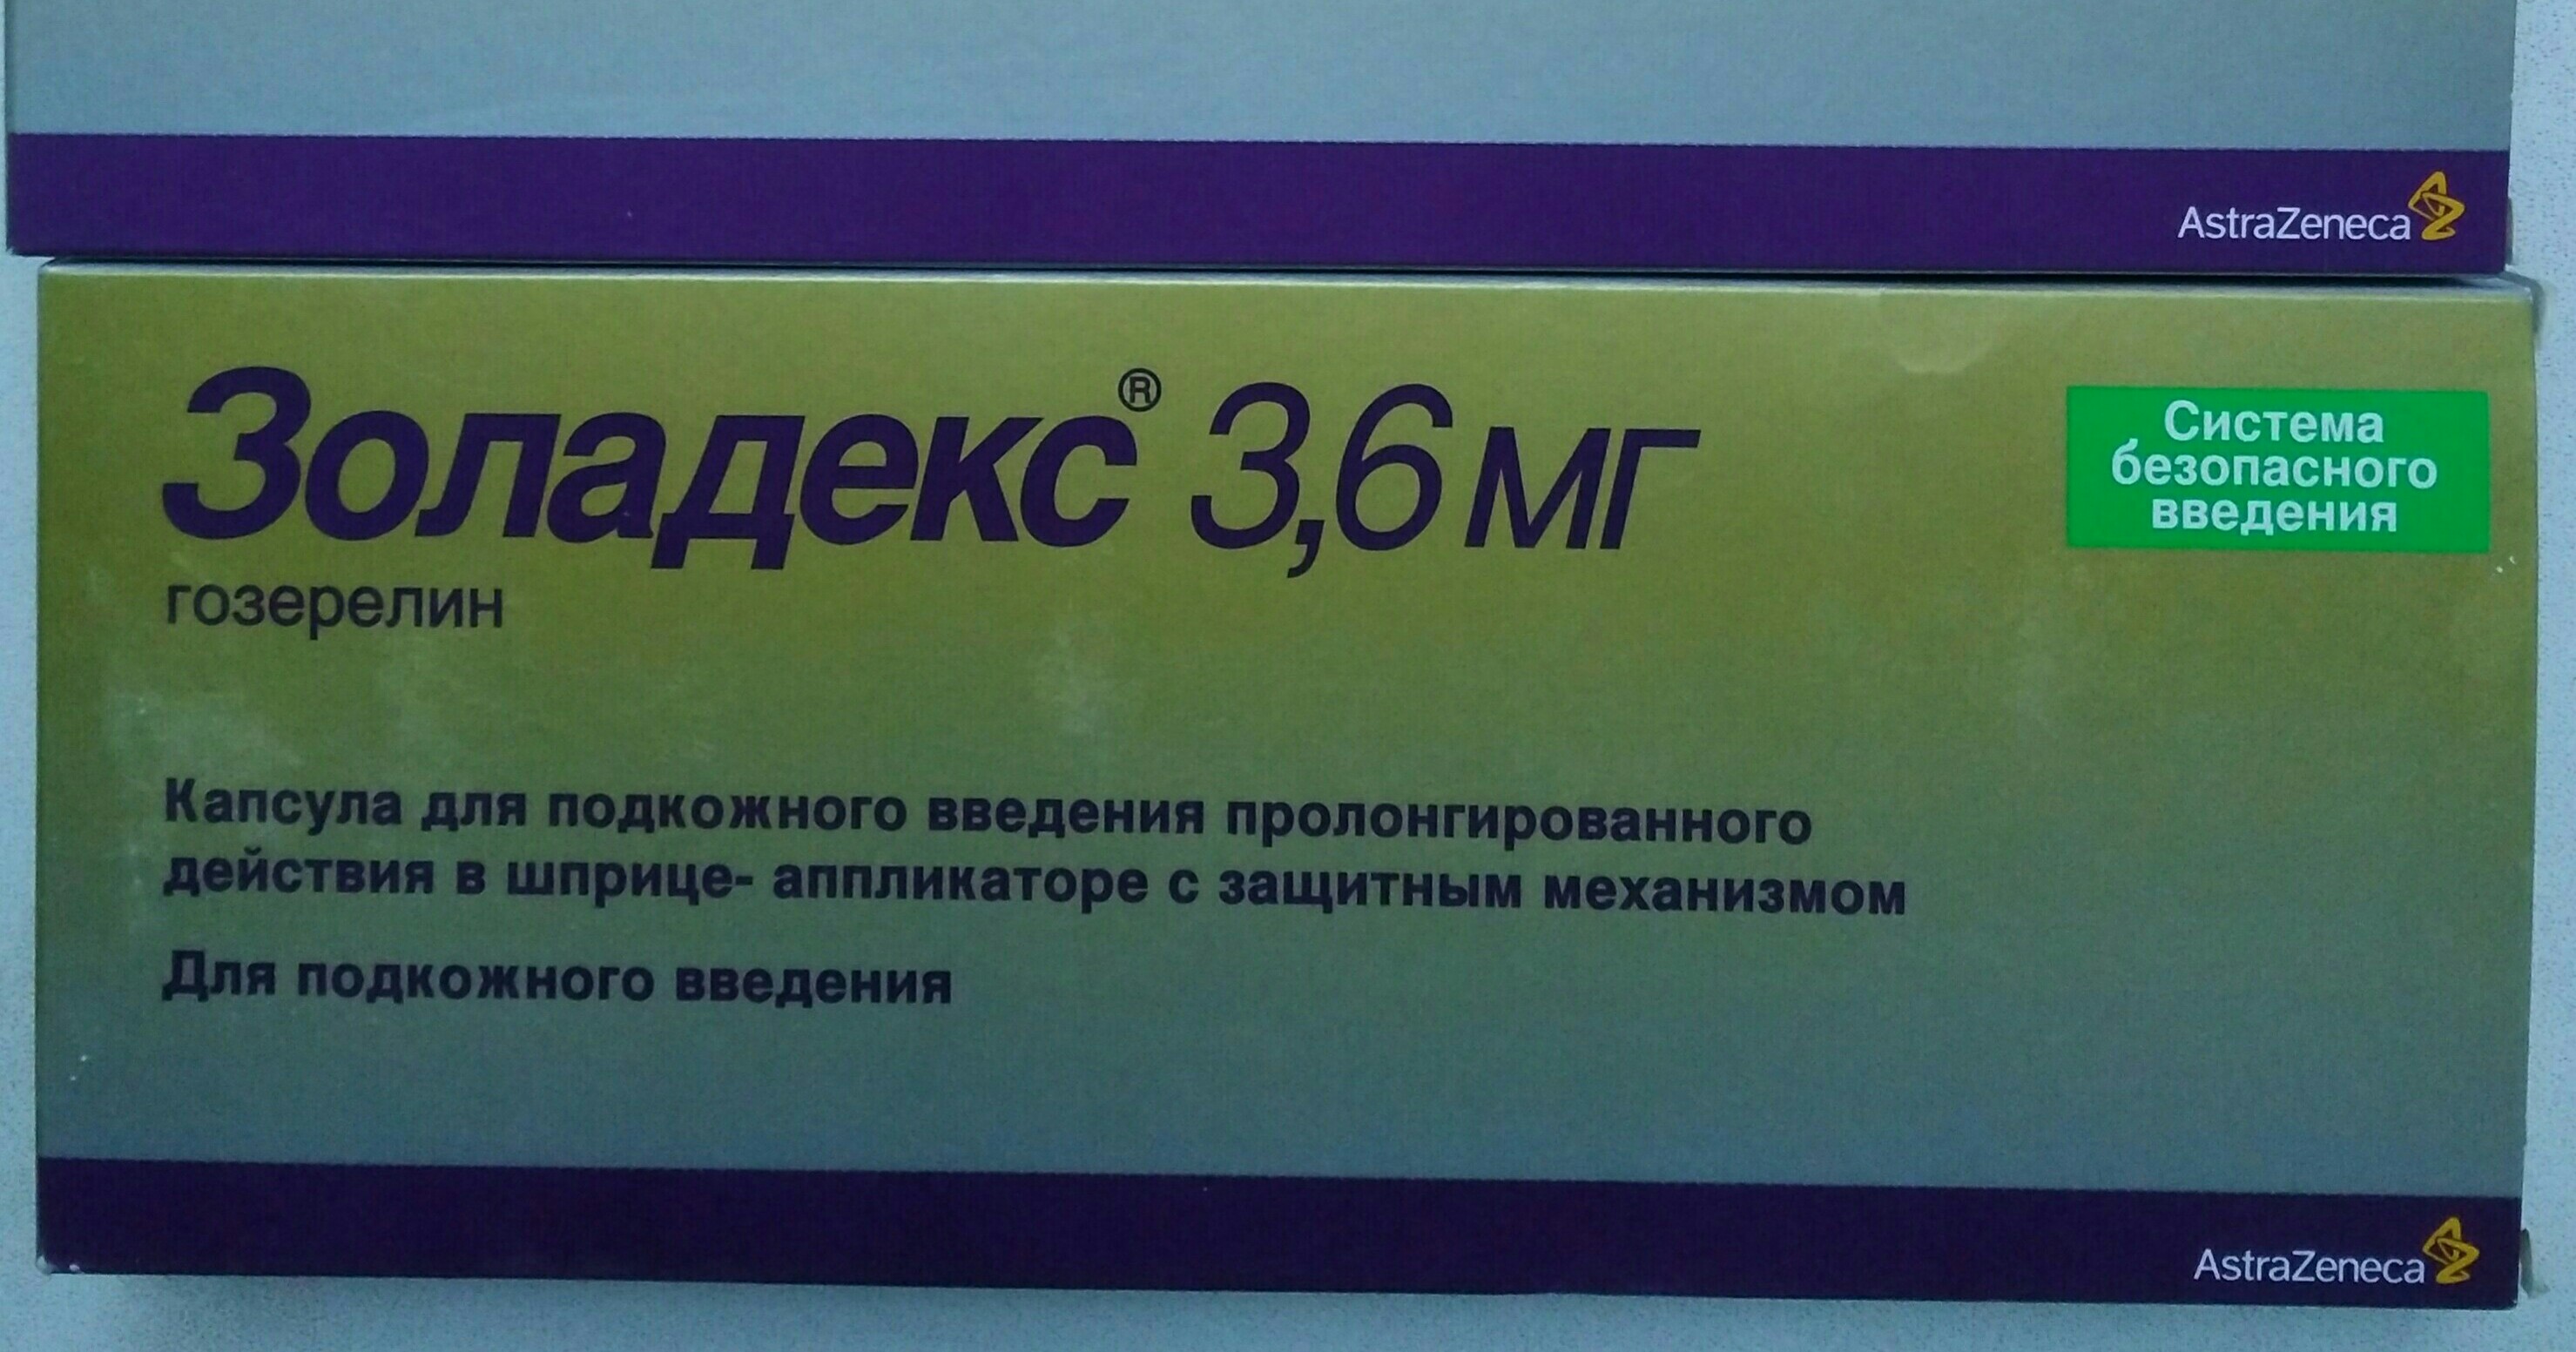 AstraZeneca
Золадекс® 3,6 мг
гозерелин
Система
безопасного
введения
Капсула для подкожного введения пролонгированного
действия в шприце- аппликаторе с защитным механизмом
Для подкожного введения
AstraZeneca